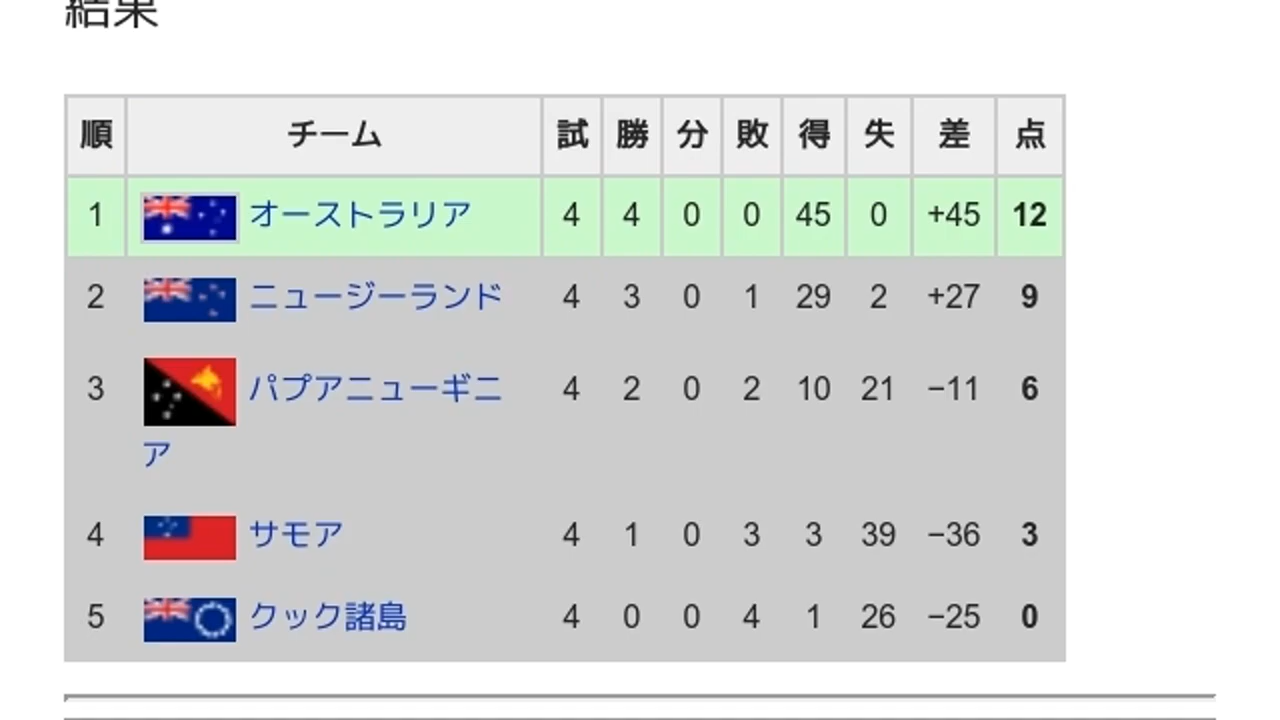 結果
順 チーム 試 勝 分 敗 得 失 差 点
1 オーストラリア 4 4 0 0 45 0 +45 12
2 ニュージーランド 4 3 0 1 29 2 +27 9
3 パプアニューギニ 4 2 0 2 10 21 −11 6
ア
4 サモア 4 1 0 3 3 39 −36 3
5 クック諸島 4 0 0 4 1 26 −25 0